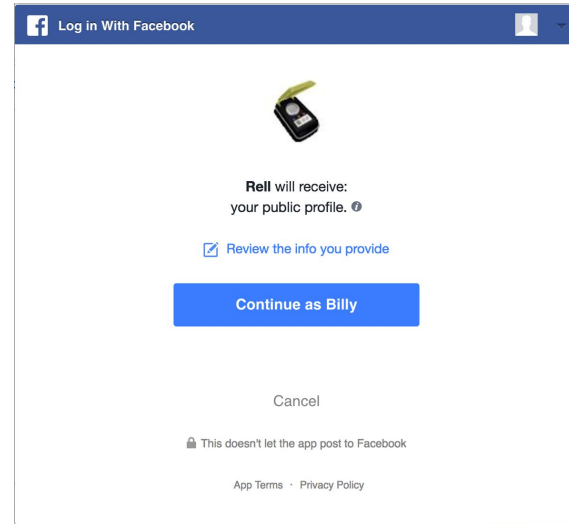 Log in With Facebook
Rell will receive:
your public profile.
Review the info you provide
Continue as Billy
Cancel
This doesn't let the app post to Facebook
App Terms · Privacy Policy